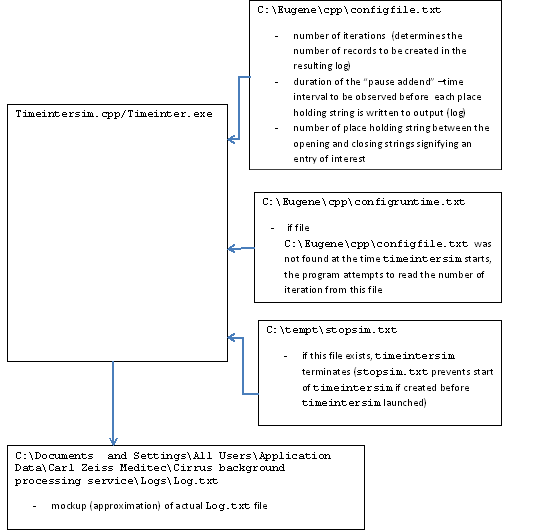 C:\Eugene\cpp\configfile.txt
- number of iterations (determines the
number of records to be created in the
resulting log)
- duration of the “pause addend” –time
interval to be observed before each place
holding string is written to output (log)
- number of place holding string between the
opening and closing strings signifying an
entry of interest
Timeintersim.cpp/Timeinter.exe
C:\Eugene\cpp\configruntime.txt
- if file
C:\Eugene\cpp\configfile.txt was
not found at the time timeintersim starts,
the program attempts to read the number of
iteration from this file
C:\tempt\stopsim.txt
- if this file exists, timeintersim
terminates (stopsim.txt prevents start
of timeintersim if created before
timeintersim launched)
C:\Documents and Settings\All Users\Application
Data\Carl Zeiss Meditec\Cirrus background
processing service\Logs\Log.txt
- mockup (approximation) of actual Log.txt file